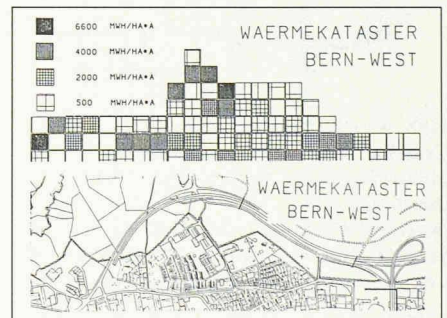 6600 MWH/HA*A
4000 MWH/HA*A
2000 MWH/HA*A
500 MWH/HA*A
WAERMEKATASTER
BERN-WEST
WAERMEKATASTER
BERN-WEST